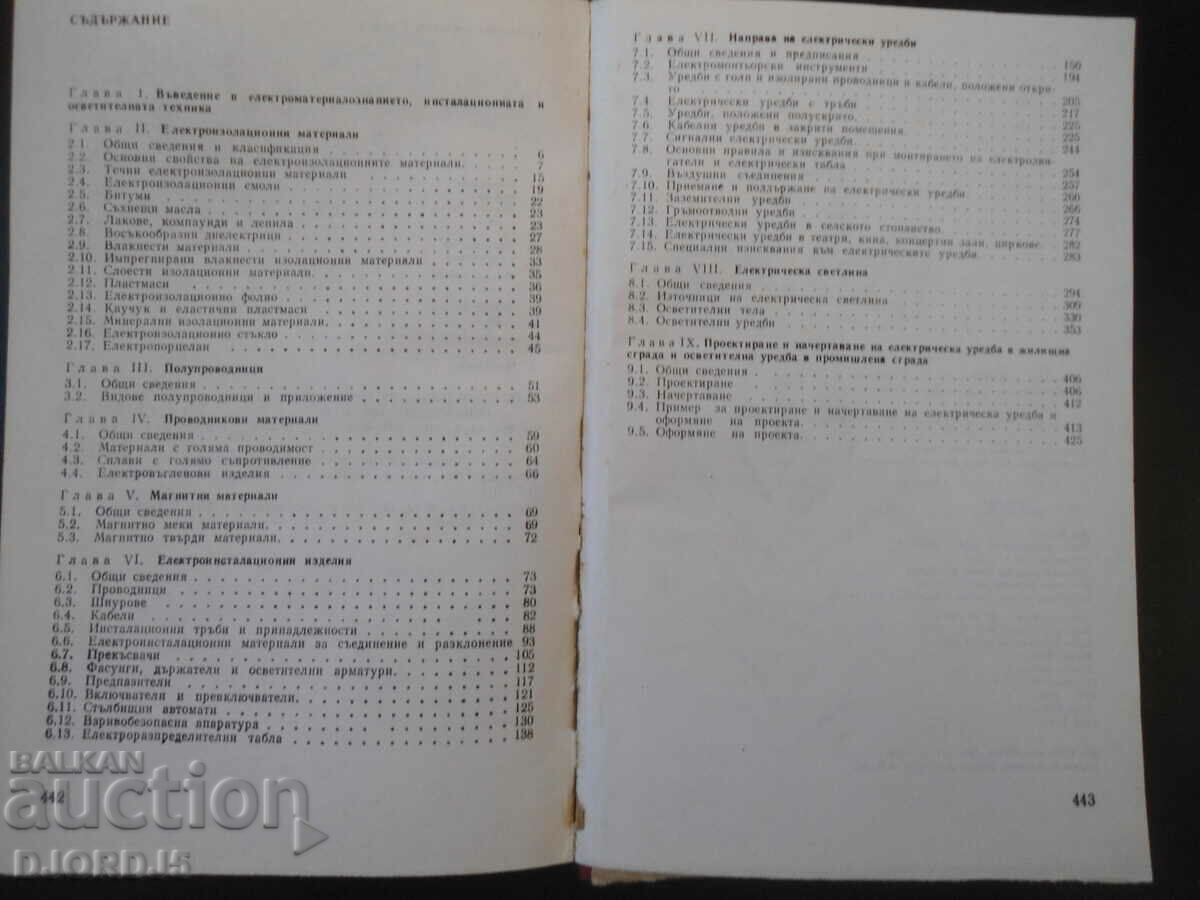 СЪДЪРЖАНИЕ
Глава I. Въведение в електроматериалознанието, инсталационната и
осветителната техника
Глава II. Електроизолационни материали
2.1. Общи сведения и класификация 6
2.2. Основни свойства на електроизолационните материали. 7
2.3. Течни електроизолационни материали 15
2.4. Електроизолационни смоли 19
2.5. Битуми 22
2.6. Съхнещи масла 23
2.7. Лакове, компаунди и лепила 23
2.8. Восъкообразни диелектрици 27
2.9. Влакнести материали 28
2.10. Импрегнирани влакнести изолационни материали 33
2.11. Слоести изолационни материали. 35
2.12. Пластмаси 36
2.13. Електроизолационно фолио 39
2.14. Каучук и еластични пластмаси 39
2.15. Минерални изолационни материали. 41
2.16. Електроизолационно стъкло 44
2.17. Електропорцелан 45
Глава III. Полупроводници
3.1. Общи сведения 51
3.2. Видове полупроводници и приложение 53
Глава IV. Проводникови материали
4.1. Общи сведения 59
4.2. Материали с голяма проводимост 60
4.3. Сплави с голямо съпротивление 64
4.4. Електровъглевови изделия 66
Глава V. Магнитни материали
5.1. Общи сведения 69
5.2. Магнитно меки материали. 69
5.3. Магнитно твърди материали. 72
Глава VI. Електроинсталационни изделия
6.1. Общи сведения 73
6.2. Проводници 73
6.3. Шнурове 80
6.4. Кабели 82
6.5. Инсталационни тръби и принадлежности 88
6.6. Електроинсталационни материали за съединение и разклонение 93
6.7. Прекъсвачи 105
6.8. Фасунги, държатели и осветителни арматури. 112
6.9. Предпазители 117
6.10. Включватели и превключватели. 121
6.11. Стълбищни автомати 125
6.12. Взривобезопасна апаратура 130
6.13. Електроразпределителни табла 138
442
Глава VII. Направа на електрически уредби
7.1. Общи сведения и предписания
7.2. Електромонтьорски инструменти 150
7.3. Уредби с голи и изолирани проводници и кабели, положени откри- 194
то 205
7.4. Електрически уредби с тръби 217
7.5. Уредби, положени полускрито. 225
7.6. Кабелни уредби в закрити помещения 225
7.7. Сигнални електрически уредби. 244
7.8. Основни правила и изисквания при монтирането на електродви-
гатели и електрически табла 254
7.9. Въздушни съединения 257
7.10. Приемане и поддържане на електрически уредби 266
7.11. Заземителни уредби 266
7.12. Гръмоотводни уредби 274
7.13. Електрически уредби в селското стопанство 277
7.14. Електрически уредби в театри, кина, концертни зали, циркове. 282
7.15. Специални изисквания към електрическите уредби 283
Глава VIII. Електрическа светлина
8.1. Общи сведения 294
8.2. Източници на електрическа светлина 309
8.3. Осветителни тела 330
8.4. Осветителни уредби 353
Глава IX. Проектиране и начертаване на електрическа уредба в жилищна
сграда и осветителна уредба в промишлена сграда
9.1. Общи сведения 406
9.2. Проектиране 406
9.3. Начертаване 412
9.4. Пример за проектиране и начертаване на електрическа уредба и
оформяне на проекта. 413
9.5. Оформяне на проекта. 425
443
BALKAN
auction
D.JORD.15